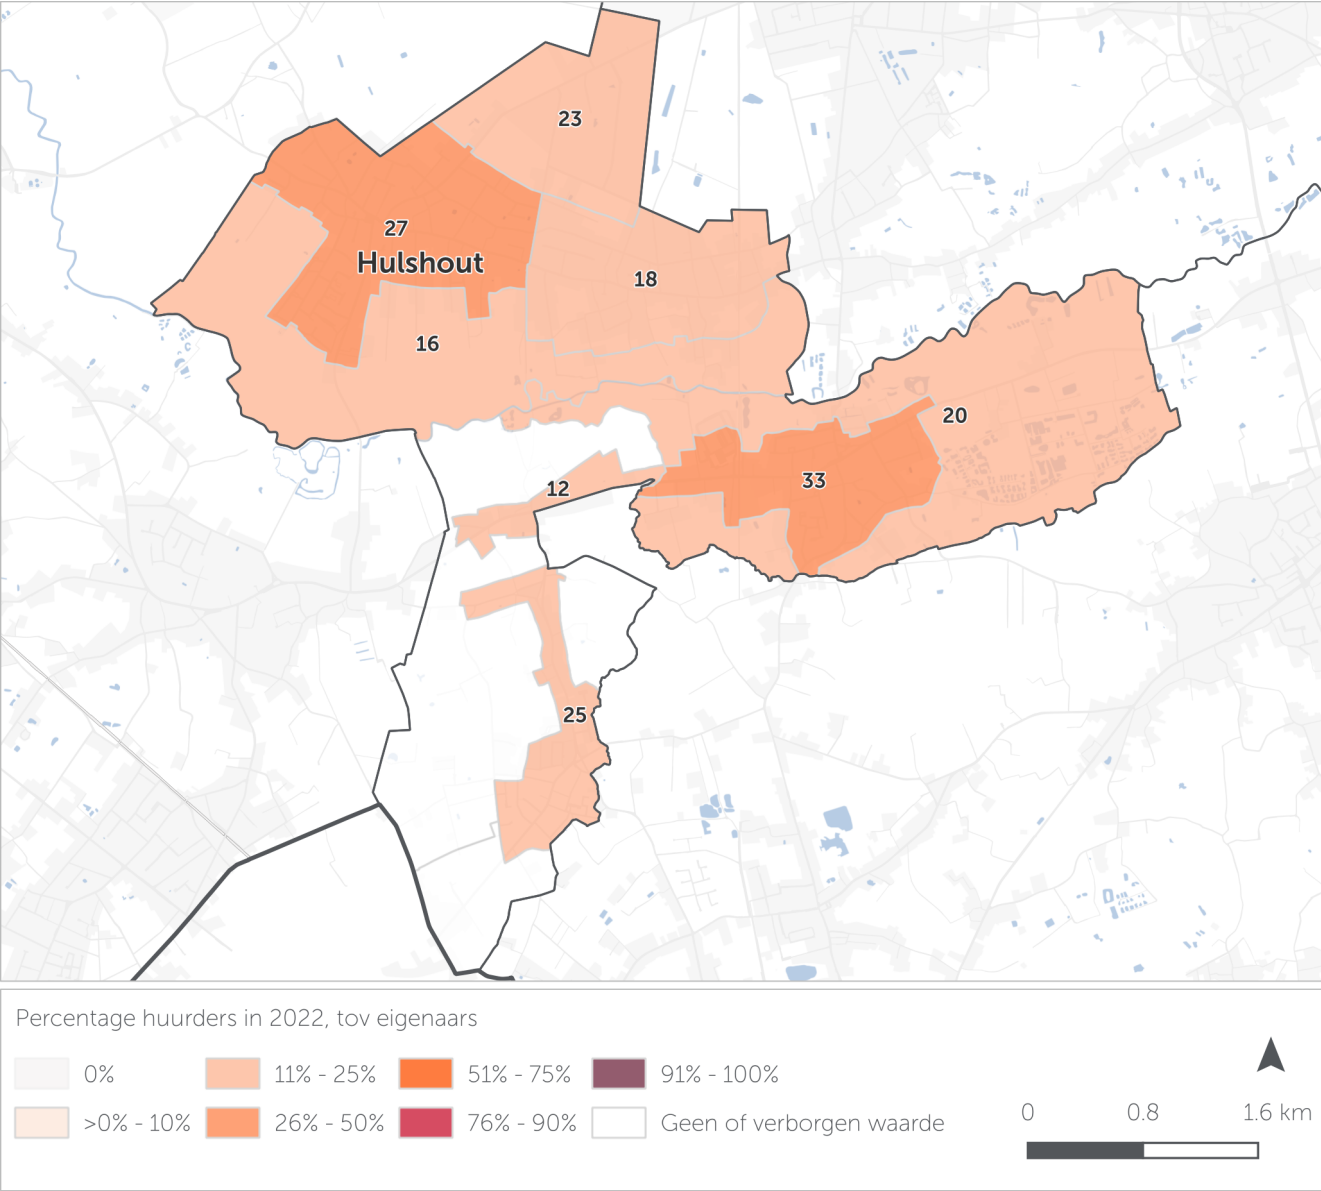 23
27
Hulshout
18
16
20
33
12
25
Percentage huurders in 2022, tov eigenaars
0% 11% - 25% 51% - 75% 91% - 100%
>0% - 10% 26% - 50% 76% - 90% Geen of verborgen waarde
0 0.8 1.6 km